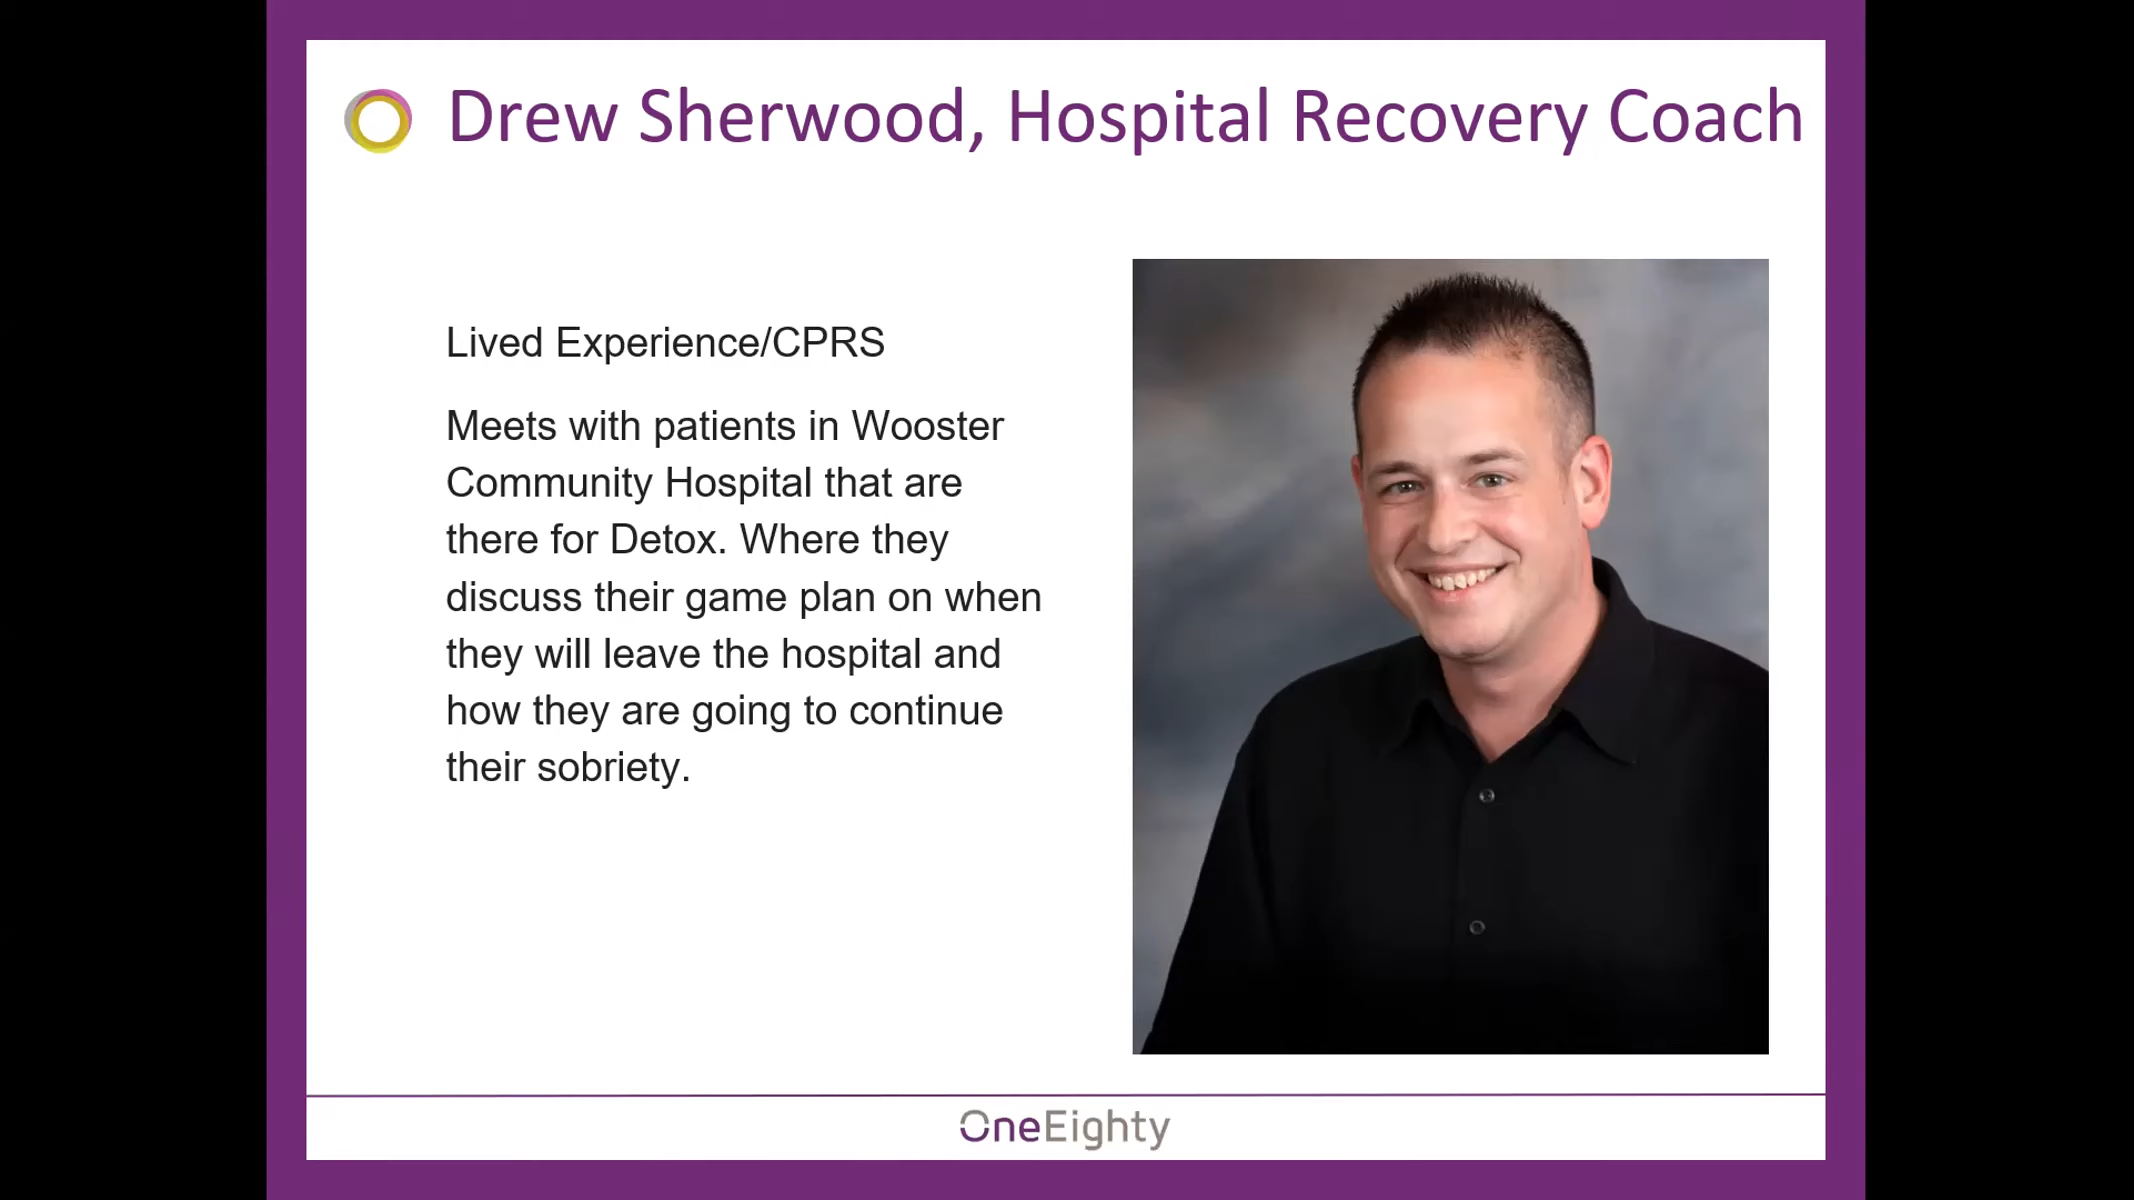 Drew Sherwood, Hospital Recovery Coach
Lived Experience/CPRS
Meets with patients in Wooster
Community Hospital that are
there for Detox. Where they
discuss their game plan on when
they will leave the hospital and
how they are going to continue
their sobriety.
OneEighty